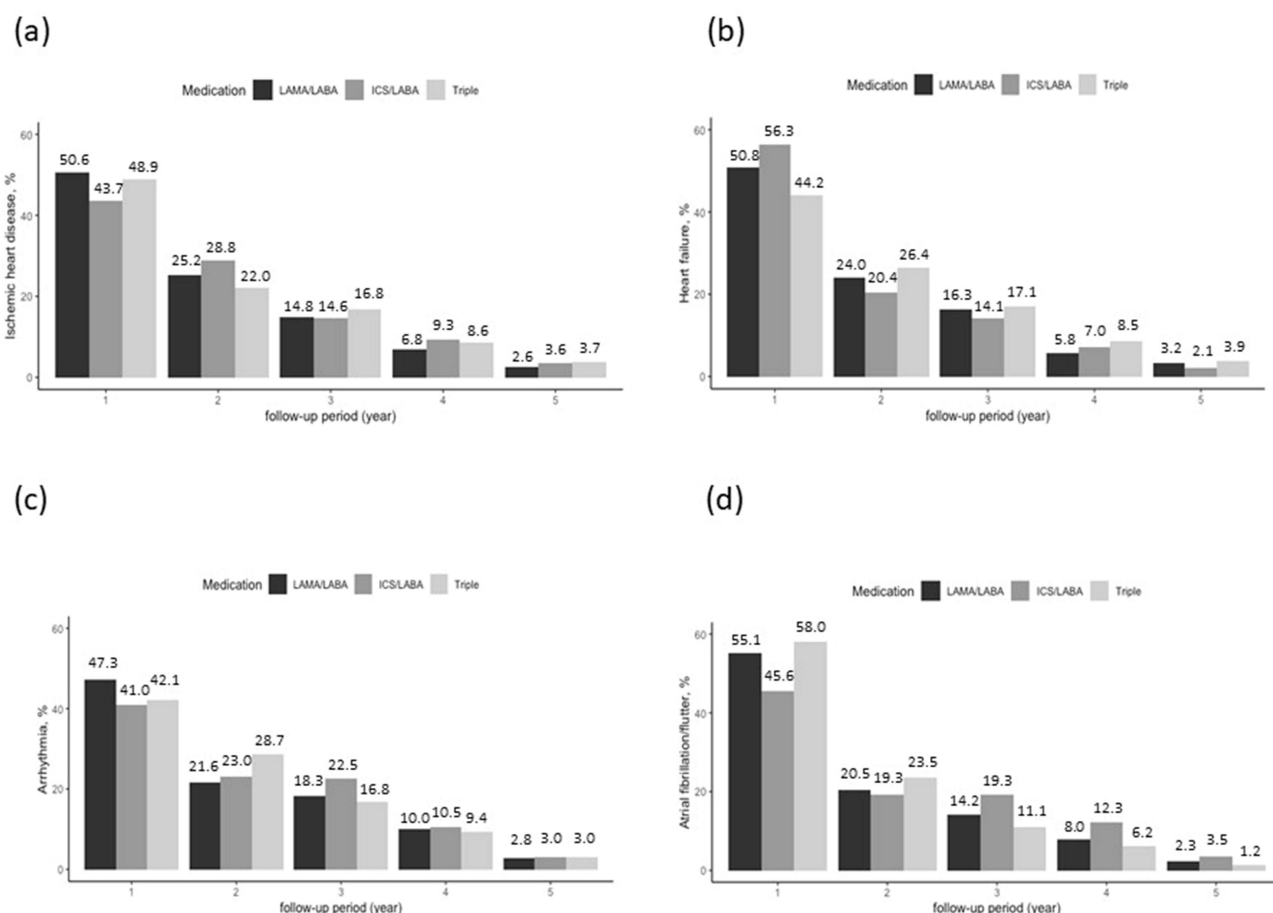 (a)
Medication LAMA/LABA ICS/LABA Triple
Ischemic heart disease, %
60
40
20
0
50.6 43.7 48.9
25.2 28.8 22.0
14.8 14.6 16.8
6.8 9.3 8.6
2.6 3.6 3.7
1 2 3 4 5
follow-up period (year)
(b)
Medication LAMA/LABA ICS/LABA Triple
Heart failure, %
60
40
20
0
50.8 56.3 44.2
24.0 20.4 26.4
16.3 14.1 17.1
5.8 7.0 8.5
3.2 2.1 3.9
1 2 3 4 5
follow-up period (year)
(c)
Medication LAMA/LABA ICS/LABA Triple
Arrhythmia, %
60
40
20
0
47.3 41.0 42.1
21.6 23.0 28.7
18.3 22.5 16.8
10.0 10.5 9.4
2.8 3.0 3.0
1 2 3 4 5
follow-up period (year)
(d)
Medication LAMA/LABA ICS/LABA Triple
Atrial fibrillation/flutter, %
60
40
20
0
55.1 45.6 58.0
20.5 19.3 23.5
14.2 19.3 11.1
8.0 12.3 6.2
2.3 3.5 1.2
1 2 3 4 5
follow-up period (year)